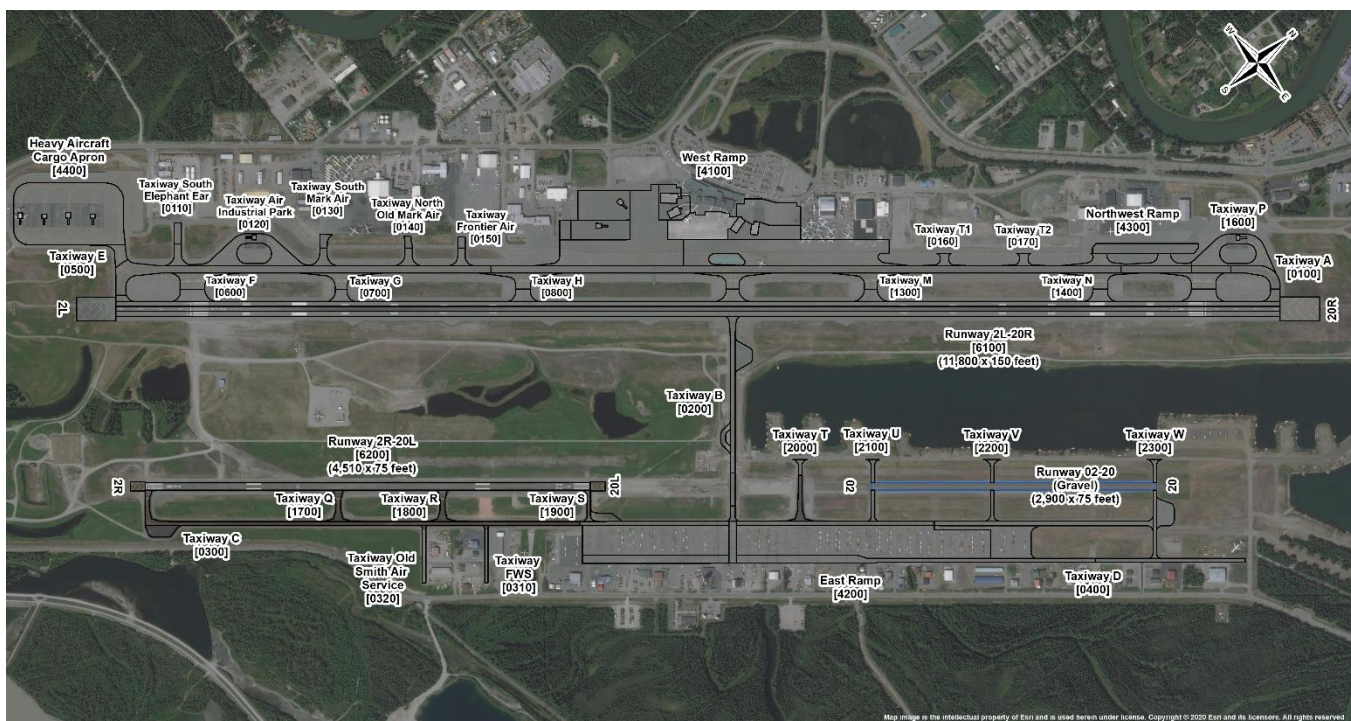 W
N
S
E
Heavy Aircraft
Cargo Apron
[4400]
Taxiway South
Elephant Ear
[0110]
Taxiway Air
Industrial Park
[0120]
Taxiway South
Mark Air
[0130]
Taxiway North
Old Mark Air
[0140]
Taxiway
Frontier Air
[0150]
West Ramp
[4100]
Taxiway T1
[0160]
Taxiway T2
[0170]
Northwest Ramp
[4300]
Taxiway P
[1600]
Taxiway E
[0500]
Taxiway A
[0100]
Taxiway F
[0600]
Taxiway G
[0700]
Taxiway H
[0800]
Taxiway M
[1300]
Taxiway N
[1400]
2L
20R
Runway 2L-20R
[6100]
(11,800 x 150 feet)
Taxiway B
[0200]
Runway 2R-20L
[6200]
(4,510 x 75 feet)
Taxiway T
[2000]
Taxiway U
[2100]
Taxiway V
[2200]
Taxiway W
[2300]
2R
20L
02
Runway 02-20
(Gravel)
(2,900 x 75 feet)
20
Taxiway Q
[1700]
Taxiway R
[1800]
Taxiway S
[1900]
Taxiway C
[0300]
Taxiway Old
Smith Air
Service
[0320]
Taxiway
FWS
[0310]
East Ramp
[4200]
Taxiway D
[0400]
Map image is the intellectual property of Esri and is used herein under license. Copyright © 2020 Esri and its licensors. All rights reserved